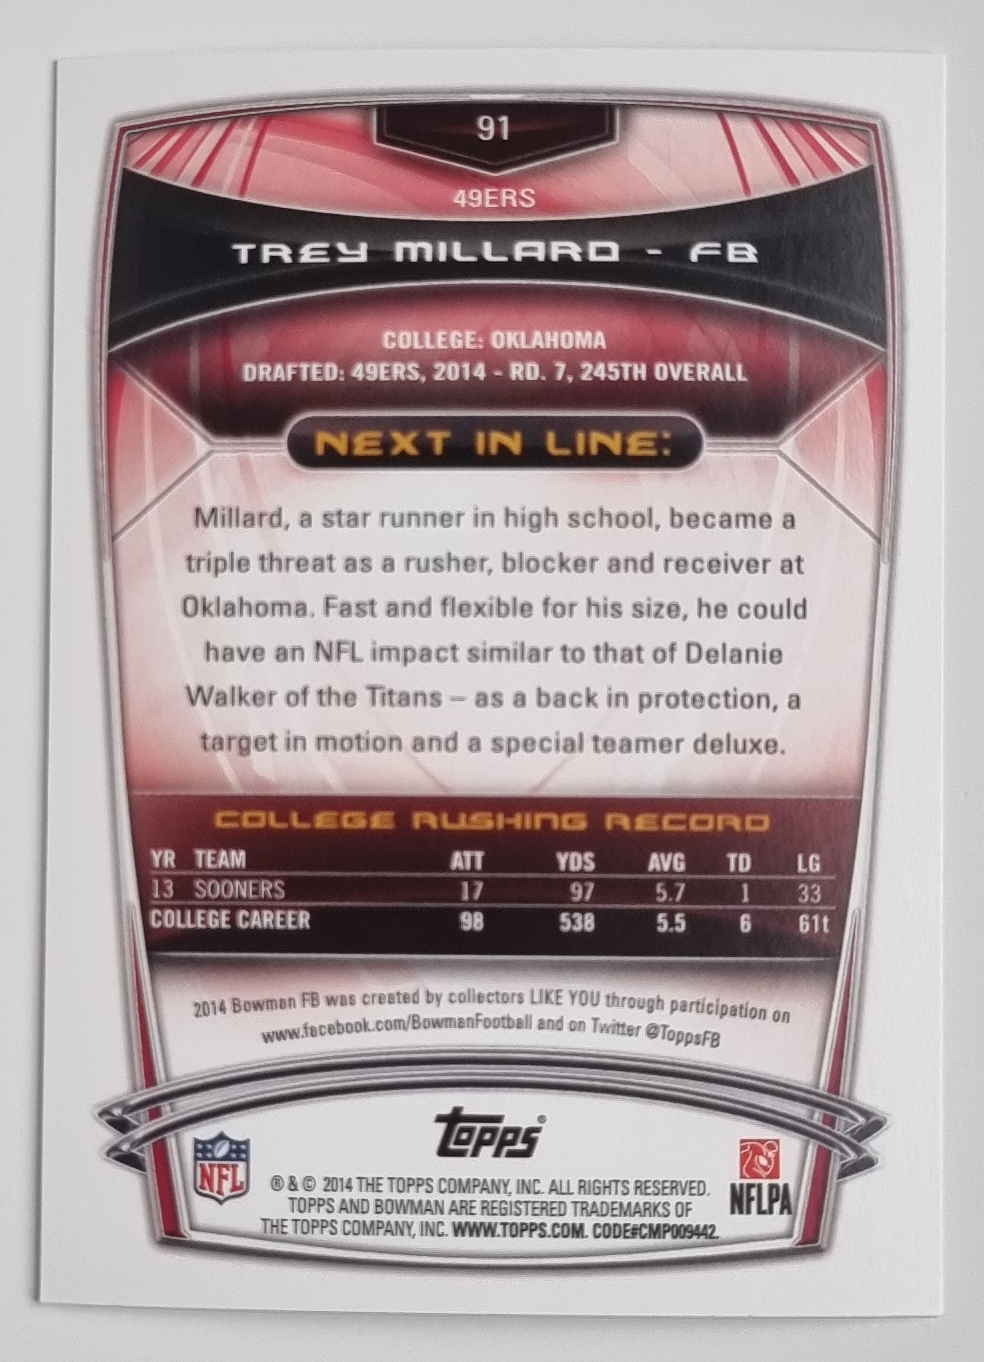 91
49ERS
TREY MILLARD - FB
COLLEGE: OKLAHOMA
DRAFTED: 49ERS, 2014 - RD. 7, 245TH OVERALL
NEXT IN LINE:
Millard, a star runner in high school, became a
triple threat as a rusher, blocker and receiver at
Oklahoma. Fast and flexible for his size, he could
have an NFL impact similar to that of Delanie
Walker of the Titans – as a back in protection, a
target in motion and a special teamer deluxe.
COLLEGE RUSHING RECORD
YR TEAM ATT YDS AVG TD LG
13 SOONERS 17 97 5.7 1 33
COLLEGE CAREER 98 538 5.5 6 61t
2014 Bowman FB was created by collectors LIKE YOU through participation on
www.facebook.com/BowmanFootball and on Twitter @ToppsFB
topps®
NFL
NFLPA
® & © 2014 THE TOPPS COMPANY, INC. ALL RIGHTS RESERVED.
TOPPS AND BOWMAN ARE REGISTERED TRADEMARKS OF
THE TOPPS COMPANY, INC. WWW.TOPPS.COM. CODE#CMP009442.